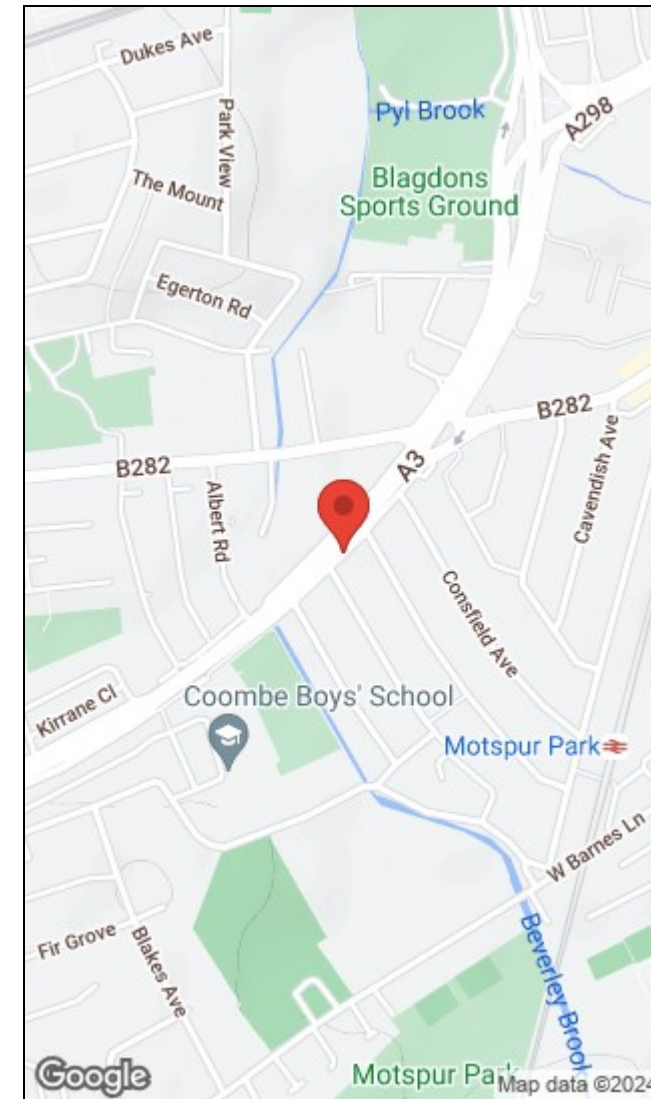 Dukes Ave
Park View
Pyl Brook
A298
The Mount
Blagdons
Sports Ground
Egerton Rd
B282
B282
A3
Albert Rd
Cavendish Ave
Consfield Ave
Coombe Boys' School
Kirrane Cl
Motspur Park
W Barnes Ln
Fir Grove
Blakes Ave
Beverley Brook
Google
Motspur Pa
Map data ©2024